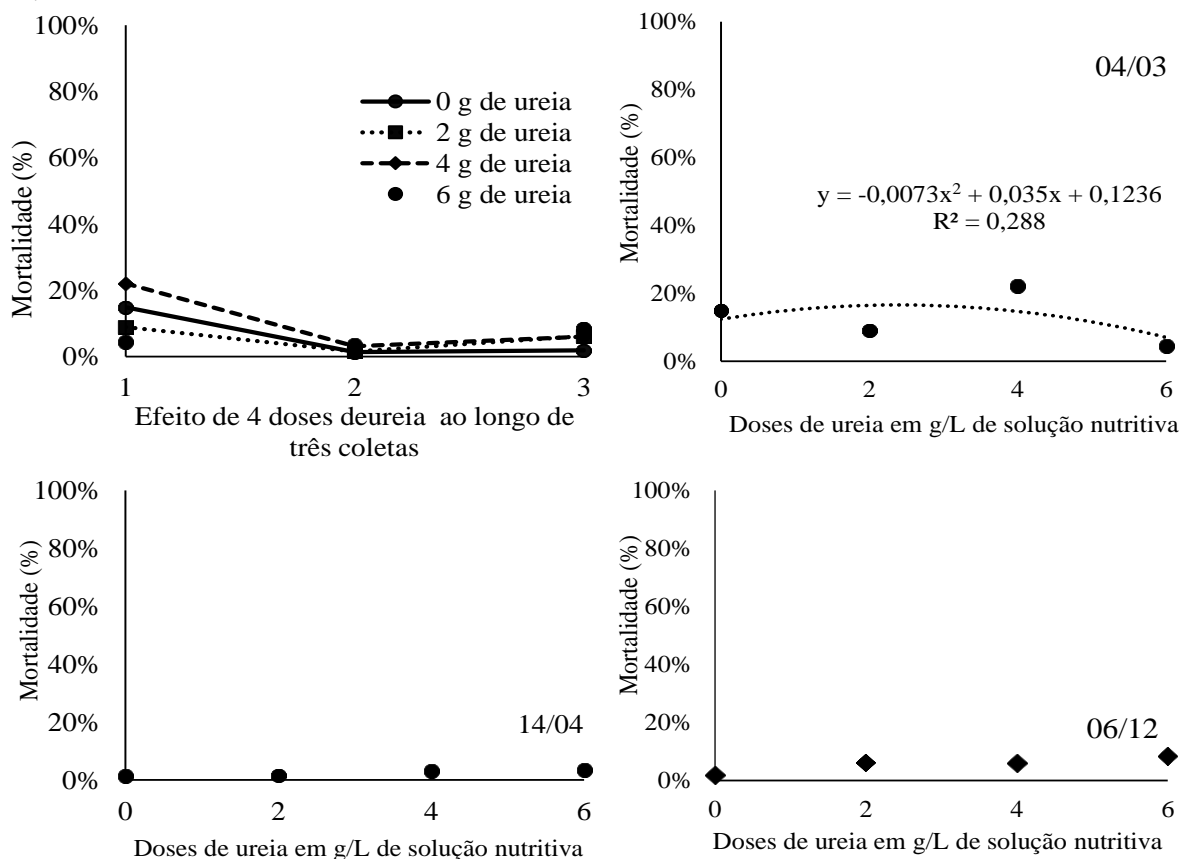 100%
80%
60%
40%
20%
0%
Mortalidade (%)
0 g de ureia
2 g de ureia
4 g de ureia
6 g de ureia
1
2
3
Efeito de 4 doses deureia ao longo de
três coletas
100%
80%
60%
40%
20%
0%
Mortalidade (%)
04/03
y = -0,0073x² + 0,035x + 0,1236
R² = 0,288
0
2
4
6
Doses de ureia em g/L de solução nutritiva
100%
80%
60%
40%
20%
0%
Mortalidade (%)
14/04
0
2
4
6
Doses de ureia em g/L de solução nutritiva
100%
80%
60%
40%
20%
0%
Mortalidade (%)
06/12
0
2
4
6
Doses de ureia em g/L de solução nutritiva